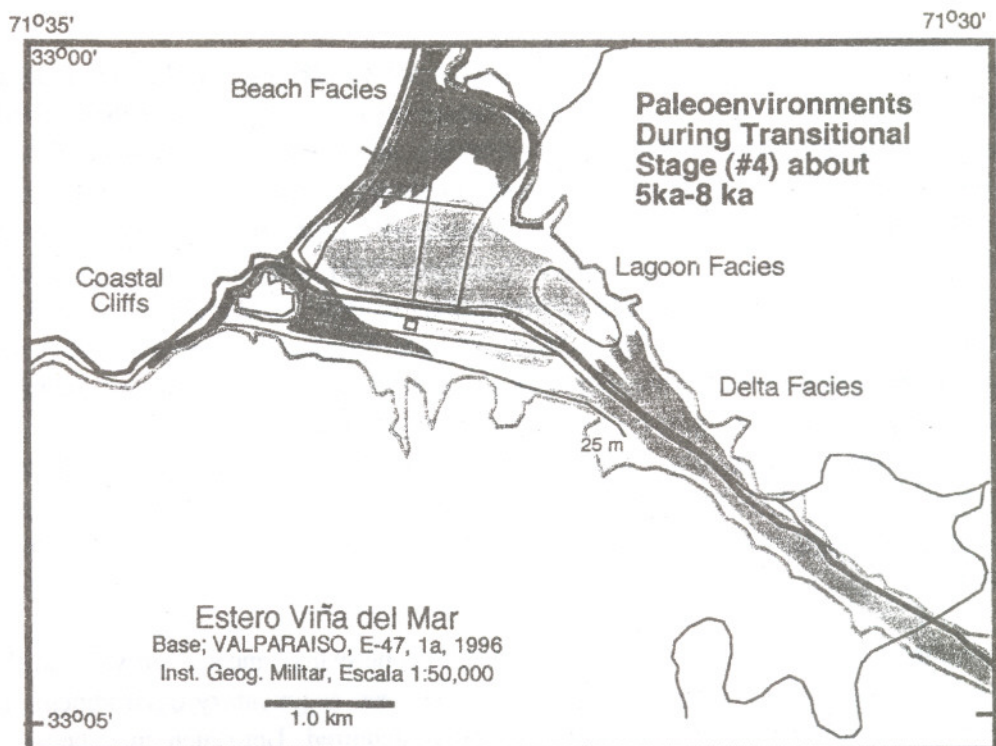 71°35'
71°30'
33°00'
Beach Facies
Paleoenvironments
During Transitional
Stage (#4) about
5ka-8 ka
Lagoon Facies
Coastal
Cliffs
Delta Facies
25 m
Estero Viña del Mar
Base; VALPARAISO, E-47, 1a, 1996
Inst. Geog. Militar, Escala 1:50,000
1.0 km
33°05'